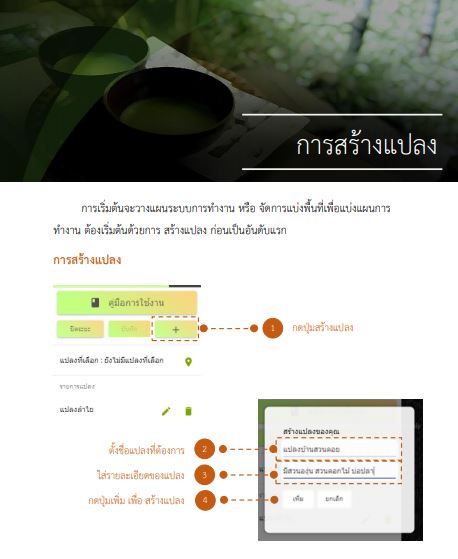 การสร้างแปลง
การเริ่มต้นจะวางแผนระบบการทำงาน หรือ จัดการแบ่งพื้นที่เพื่อแบ่งแผนการ
ทำงาน ต้องเริ่มต้นด้วยการ สร้างแปลง ก่อนเป็นอันดับแรก
การสร้างแปลง
คู่มือการใช้งาน
วัดระยะ
บันทึก
+
1 กดปุ่มสร้างแปลง
แปลงที่เลือก : ยังไม่มีแปลงที่เลือก
รายการแปลง
แปลงลำไย
สร้างแปลงของคุณ
ตั้งชื่อแปลงที่ต้องการ 2 แปลงบ้านสวนคอย
ใส่รายละเอียดของแปลง 3 มีสวนองุ่น สวนดอกไม้ บ่อปลา
กดปุ่มเพิ่ม เพื่อ สร้างแปลง 4 เพิ่ม ยกเลิก